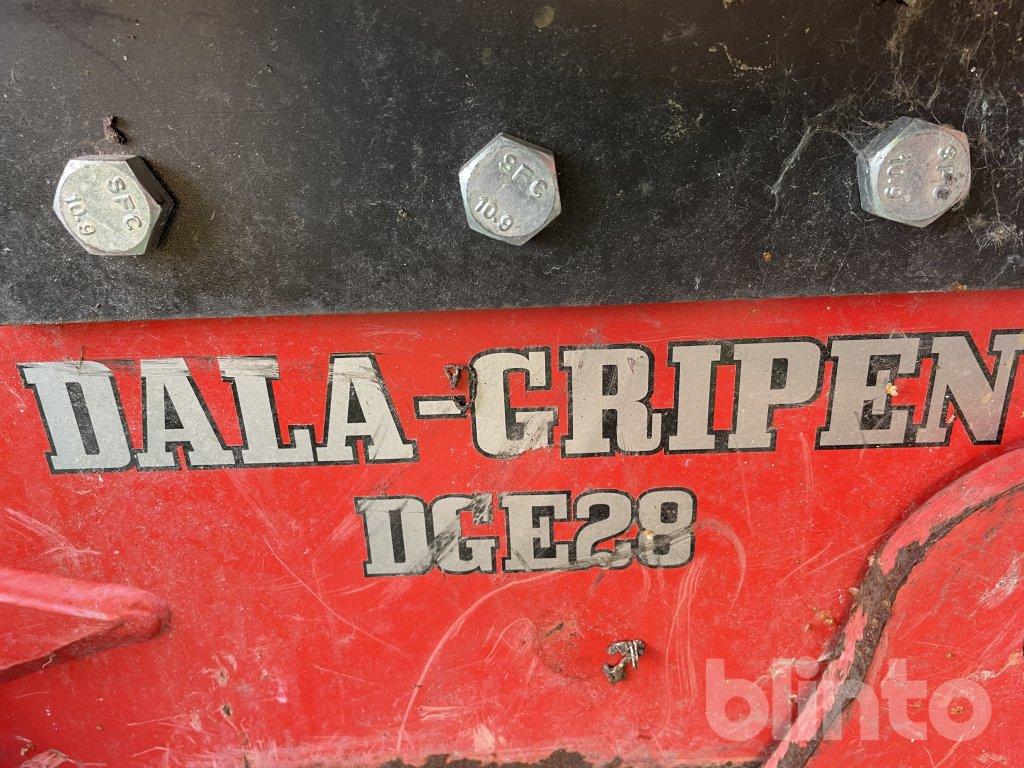 SFC
10.9
SFC
10.9
SFC
10.9
DALA-GRIPEN
DGE28
blinto